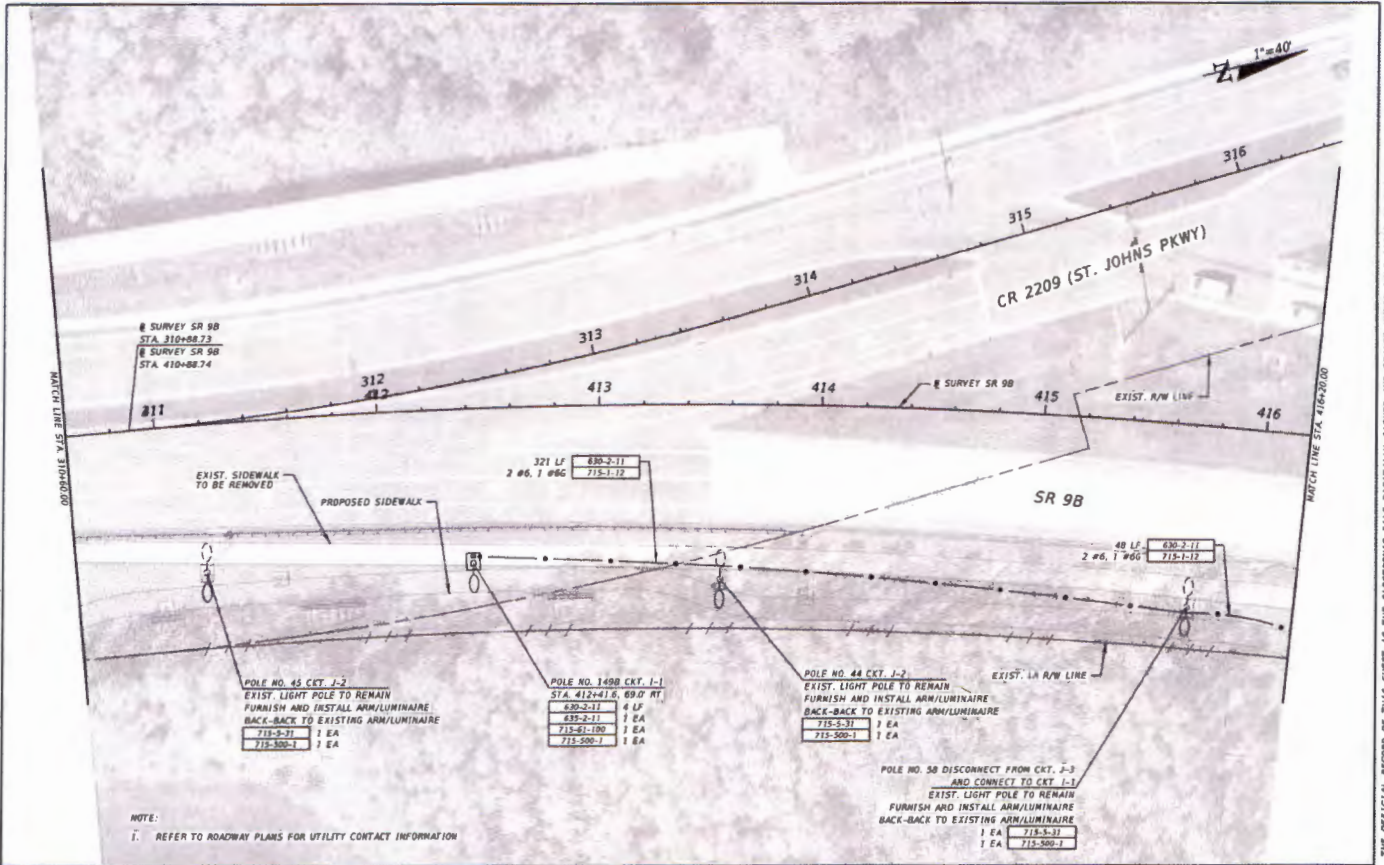 1"=40'
N
316
315
314
313
312
311
412
413
414
415
416
CR 2209 (ST. JOHNS PKWY)
℄ SURVEY SR 9B
STA. 310+88.73
℄ SURVEY SR 9B
STA. 410+88.74
MATCH LINE STA. 310+60.00
℄ SURVEY SR 9B
EXIST. R/W LINE
MATCH LINE STA. 416+20.00
EXIST. SIDEWALK
TO BE REMOVED
PROPOSED SIDEWALK
321 LF 630-2-11
2 #6, 1 #6G 715-1-12
SR 9B
48 LF 630-2-11
2 #6, 1 #6G 715-1-12
EXIST. LA R/W LINE
POLE NO. 45 CKT. J-2
EXIST. LIGHT POLE TO REMAIN
FURNISH AND INSTALL ARM/LUMINAIRE
BACK-BACK TO EXISTING ARM/LUMINAIRE
715-5-31 1 EA
715-500-1 1 EA
POLE NO. 149B CKT. I-1
STA. 412+41.6, 69.0' RT
630-2-11 4 LF
635-2-11 1 EA
715-61-100 1 EA
715-500-1 1 EA
POLE NO. 44 CKT. J-2
EXIST. LIGHT POLE TO REMAIN
FURNISH AND INSTALL ARM/LUMINAIRE
BACK-BACK TO EXISTING ARM/LUMINAIRE
715-5-31 1 EA
715-500-1 1 EA
POLE NO. 58 DISCONNECT FROM CKT. J-3
AND CONNECT TO CKT I-1
EXIST. LIGHT POLE TO REMAIN
FURNISH AND INSTALL ARM/LUMINAIRE
BACK-BACK TO EXISTING ARM/LUMINAIRE
1 EA 715-5-31
1 EA 715-500-1
NOTE:
1. REFER TO ROADWAY PLANS FOR UTILITY CONTACT INFORMATION